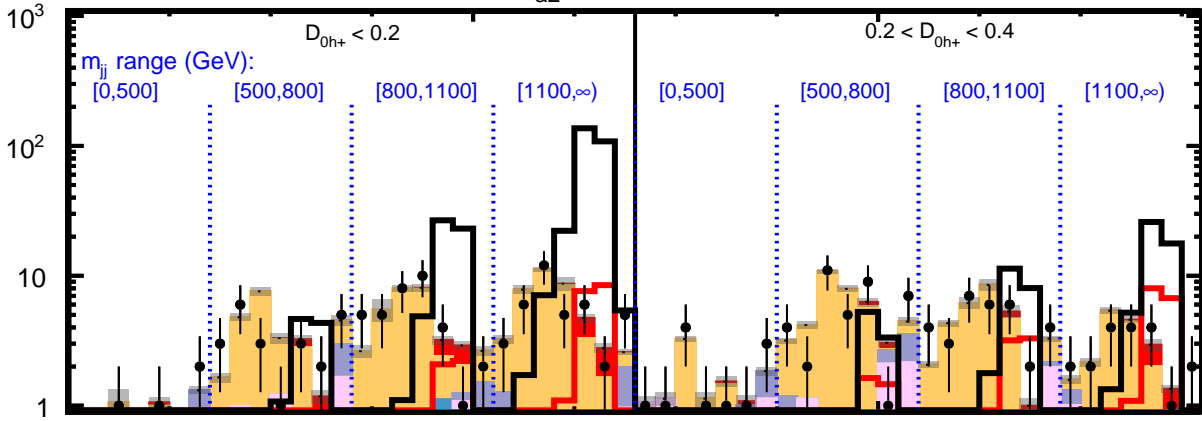 10³
D₀ₕ₊ < 0.2
0.2 < D₀ₕ₊ < 0.4
m_jj range (GeV):
[0,500] [500,800] [800,1100] [1100,∞) [0,500] [500,800] [800,1100] [1100,∞)
10²
10
1